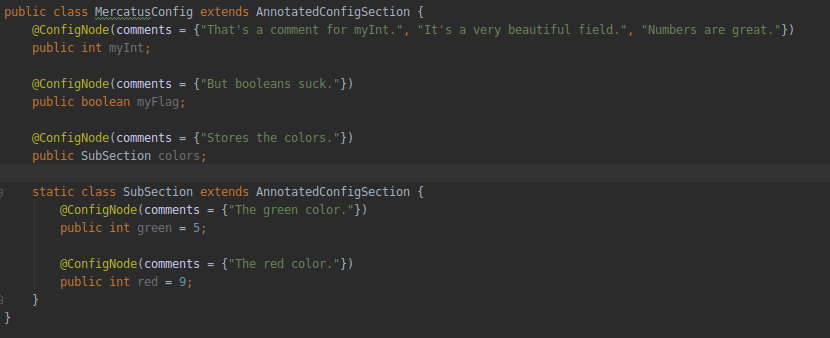 public class MercatusConfig extends AnnotatedConfigSection {
    @ConfigNode(comments = {"That's a comment for myInt.", "It's a very beautiful field.", "Numbers are great."})
    public int myInt;

    @ConfigNode(comments = {"But booleans suck."})
    public boolean myFlag;

    @ConfigNode(comments = {"Stores the colors."})
    public SubSection colors;

    static class SubSection extends AnnotatedConfigSection {
        @ConfigNode(comments = {"The green color."})
        public int green = 5;

        @ConfigNode(comments = {"The red color."})
        public int red = 9;
    }
}